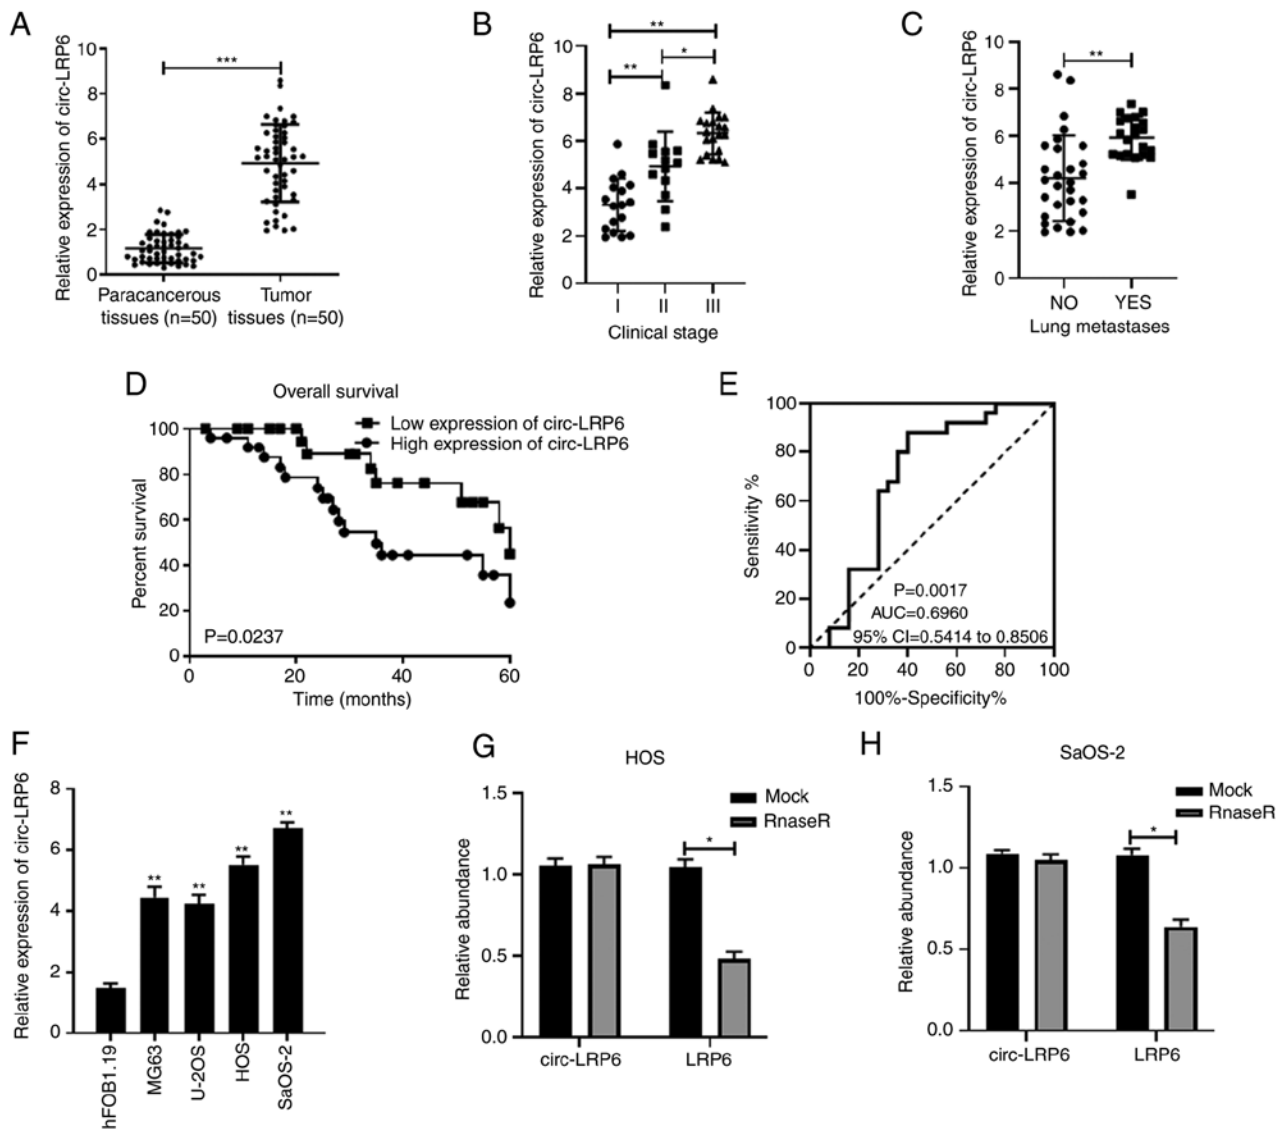 A
Relative expression of circ-LRP6
10
8
6
4
2
0
***
Paracancerous
tissues (n=50)
Tumor
tissues (n=50)
B
Relative expression of circ-LRP6
10
8
6
4
2
0
**
**
*
I
II
III
Clinical stage
C
Relative expression of circ-LRP6
10
8
6
4
2
0
**
NO
YES
Lung metastases
D
Overall survival
Low expression of circ-LRP6
High expression of circ-LRP6
Percent survival
100
80
60
40
20
0
P=0.0237
0
20
40
60
Time (months)
E
Sensitivity %
100
80
60
40
20
0
P=0.0017
AUC=0.6960
95% CI=0.5414 to 0.8506
0
20
40
60
80
100
100%-Specificity%
F
Relative expression of circ-LRP6
8
6
4
2
0
**
**
**
**
hFOB1.19
MG63
U-2OS
HOS
SaOS-2
G
HOS
Mock
RnaseR
Relative abundance
1.5
1.0
0.5
0.0
*
circ-LRP6
LRP6
H
SaOS-2
Mock
RnaseR
Relative abundance
1.5
1.0
0.5
0.0
*
circ-LRP6
LRP6